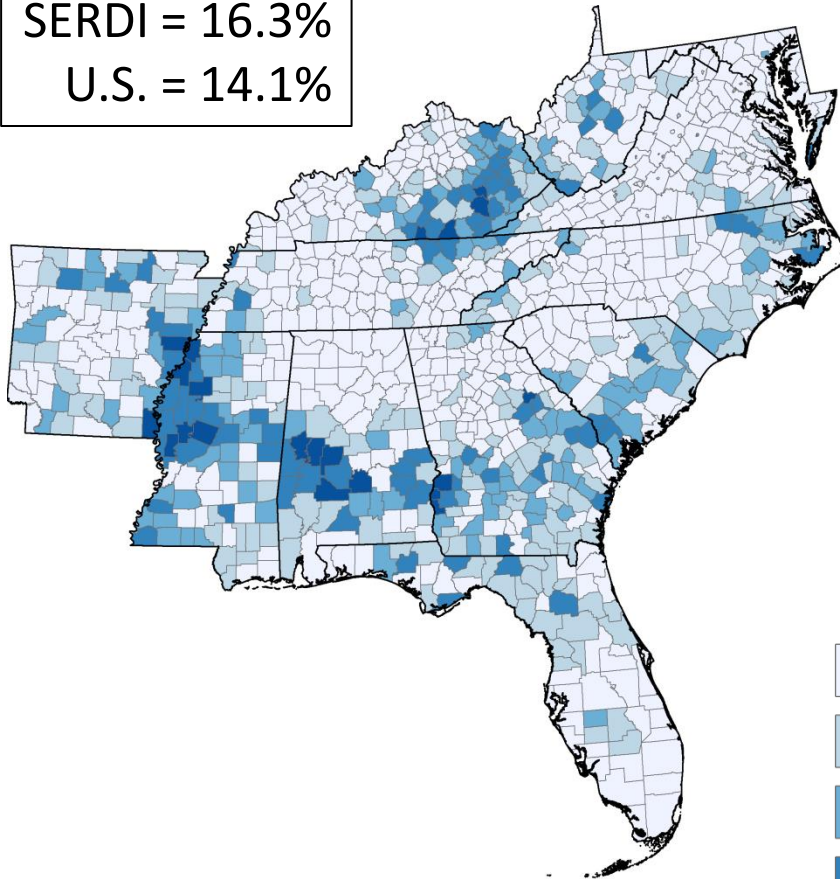 SERDI = 16.3%
U.S. = 14.1%